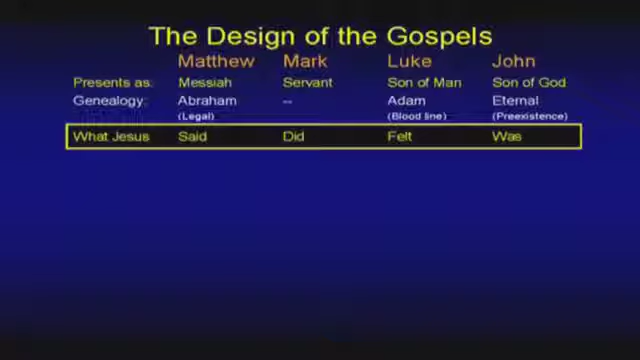 The Design of the Gospels
Matthew Mark Luke John
Presents as: Messiah Servant Son of Man Son of God
Genealogy: Abraham -- Adam Eternal
(Legal) (Blood line) (Preexistence)
What Jesus Said Did Felt Was